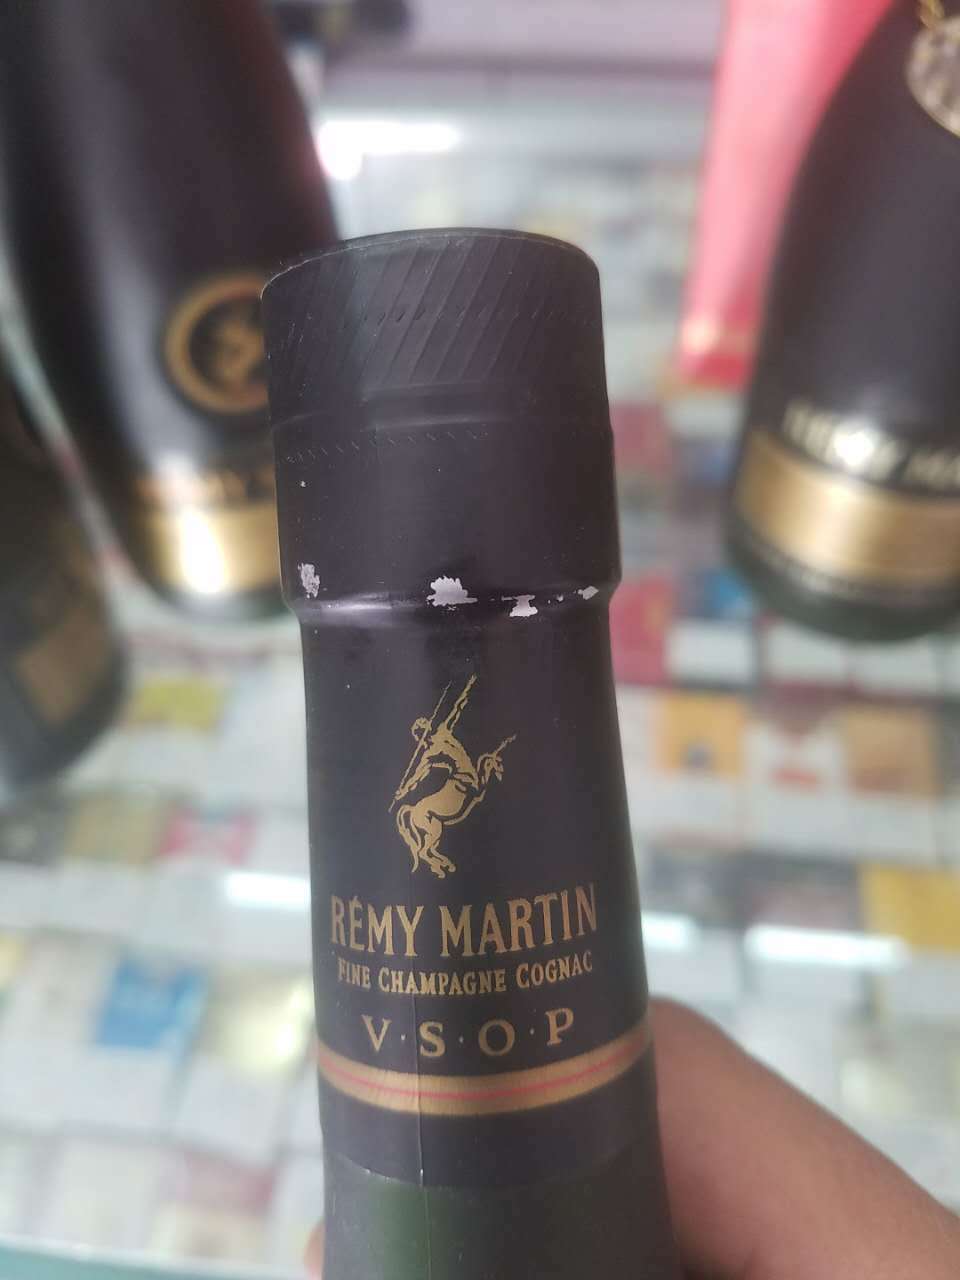 RÉMY MARTIN
FINE CHAMPAGNE COGNAC
V·S·O·P